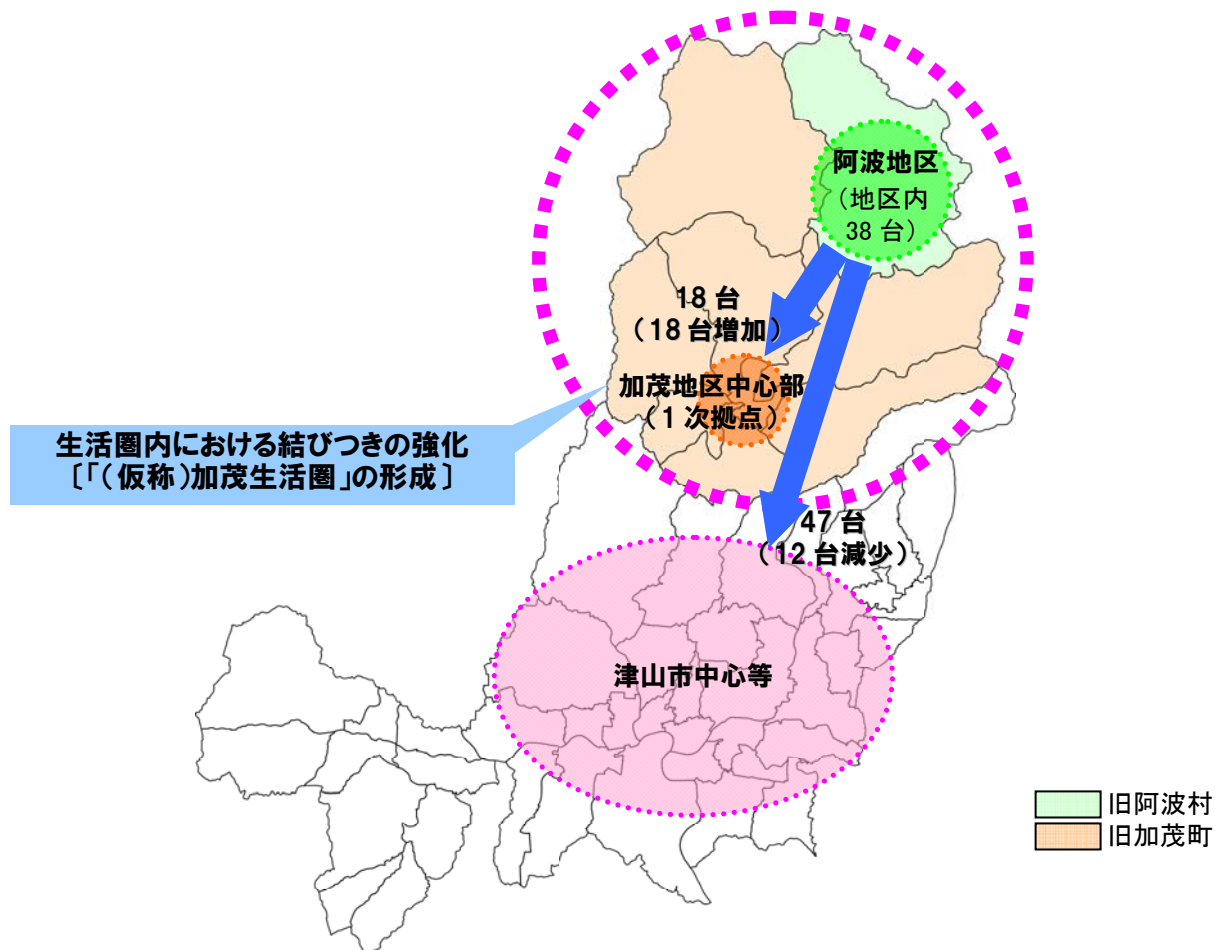 阿波地区
（地区内
38 台）
18 台
（18 台増加）
加茂地区中心部
（1 次拠点）
生活圏内における結びつきの強化
［「（仮称）加茂生活圏」の形成］
47 台
（12 台減少）
津山市中心等
旧阿波村
旧加茂町